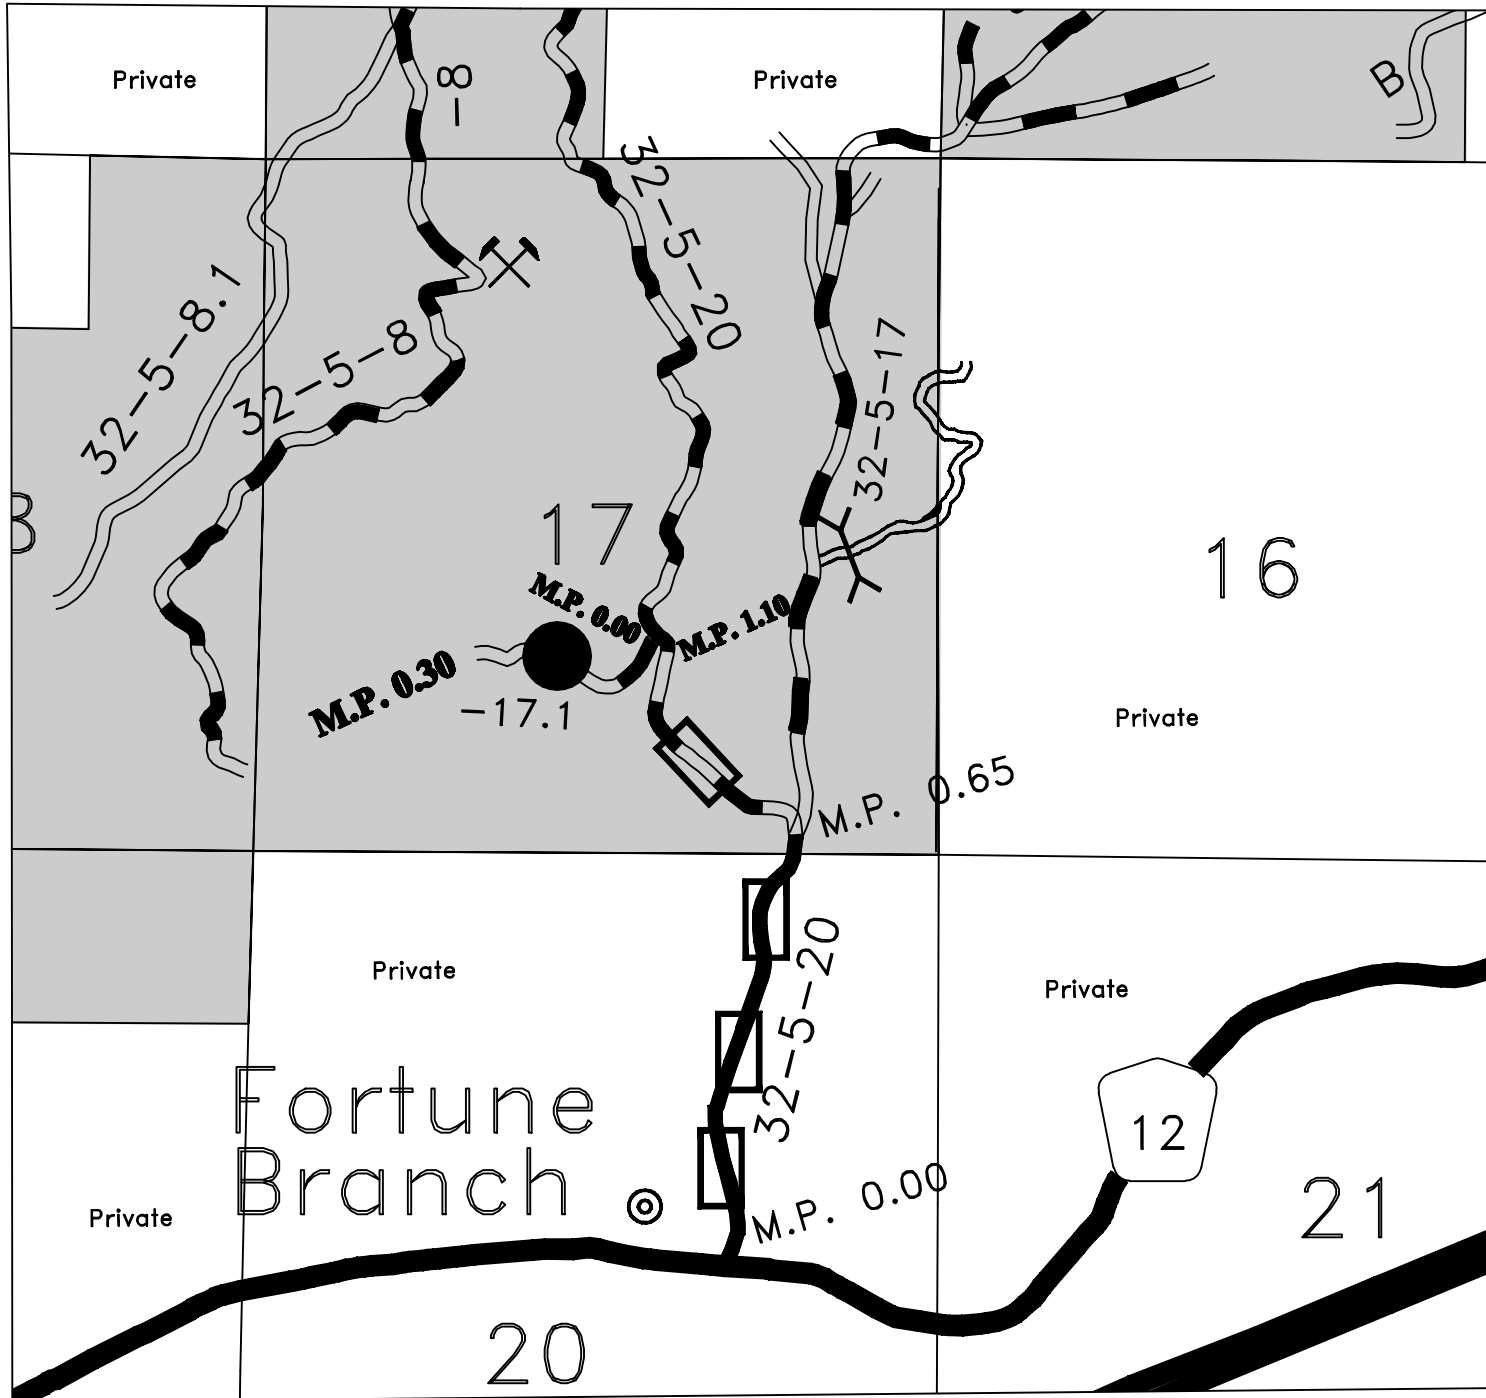 Private
Private
-8
B
32-5-20
32-5-8.1
32-5-8
32-5-17
17
16
M.P. 0.00
M.P. 1.10
M.P. 0.30
-17.1
Private
M.P. 0.65
Private
32-5-20
Private
Fortune
Branch
12
M.P. 0.00
21
Private
20